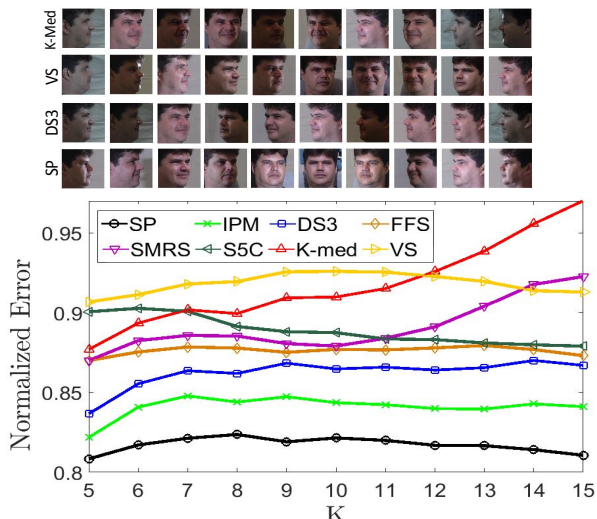 K-Med
VS
DS3
SP
SP IPM DS3 FFS
SMRS S5C K-med VS
0.95
0.9
0.85
0.8
Normalized Error
5 6 7 8 9 10 11 12 13 14 15
K